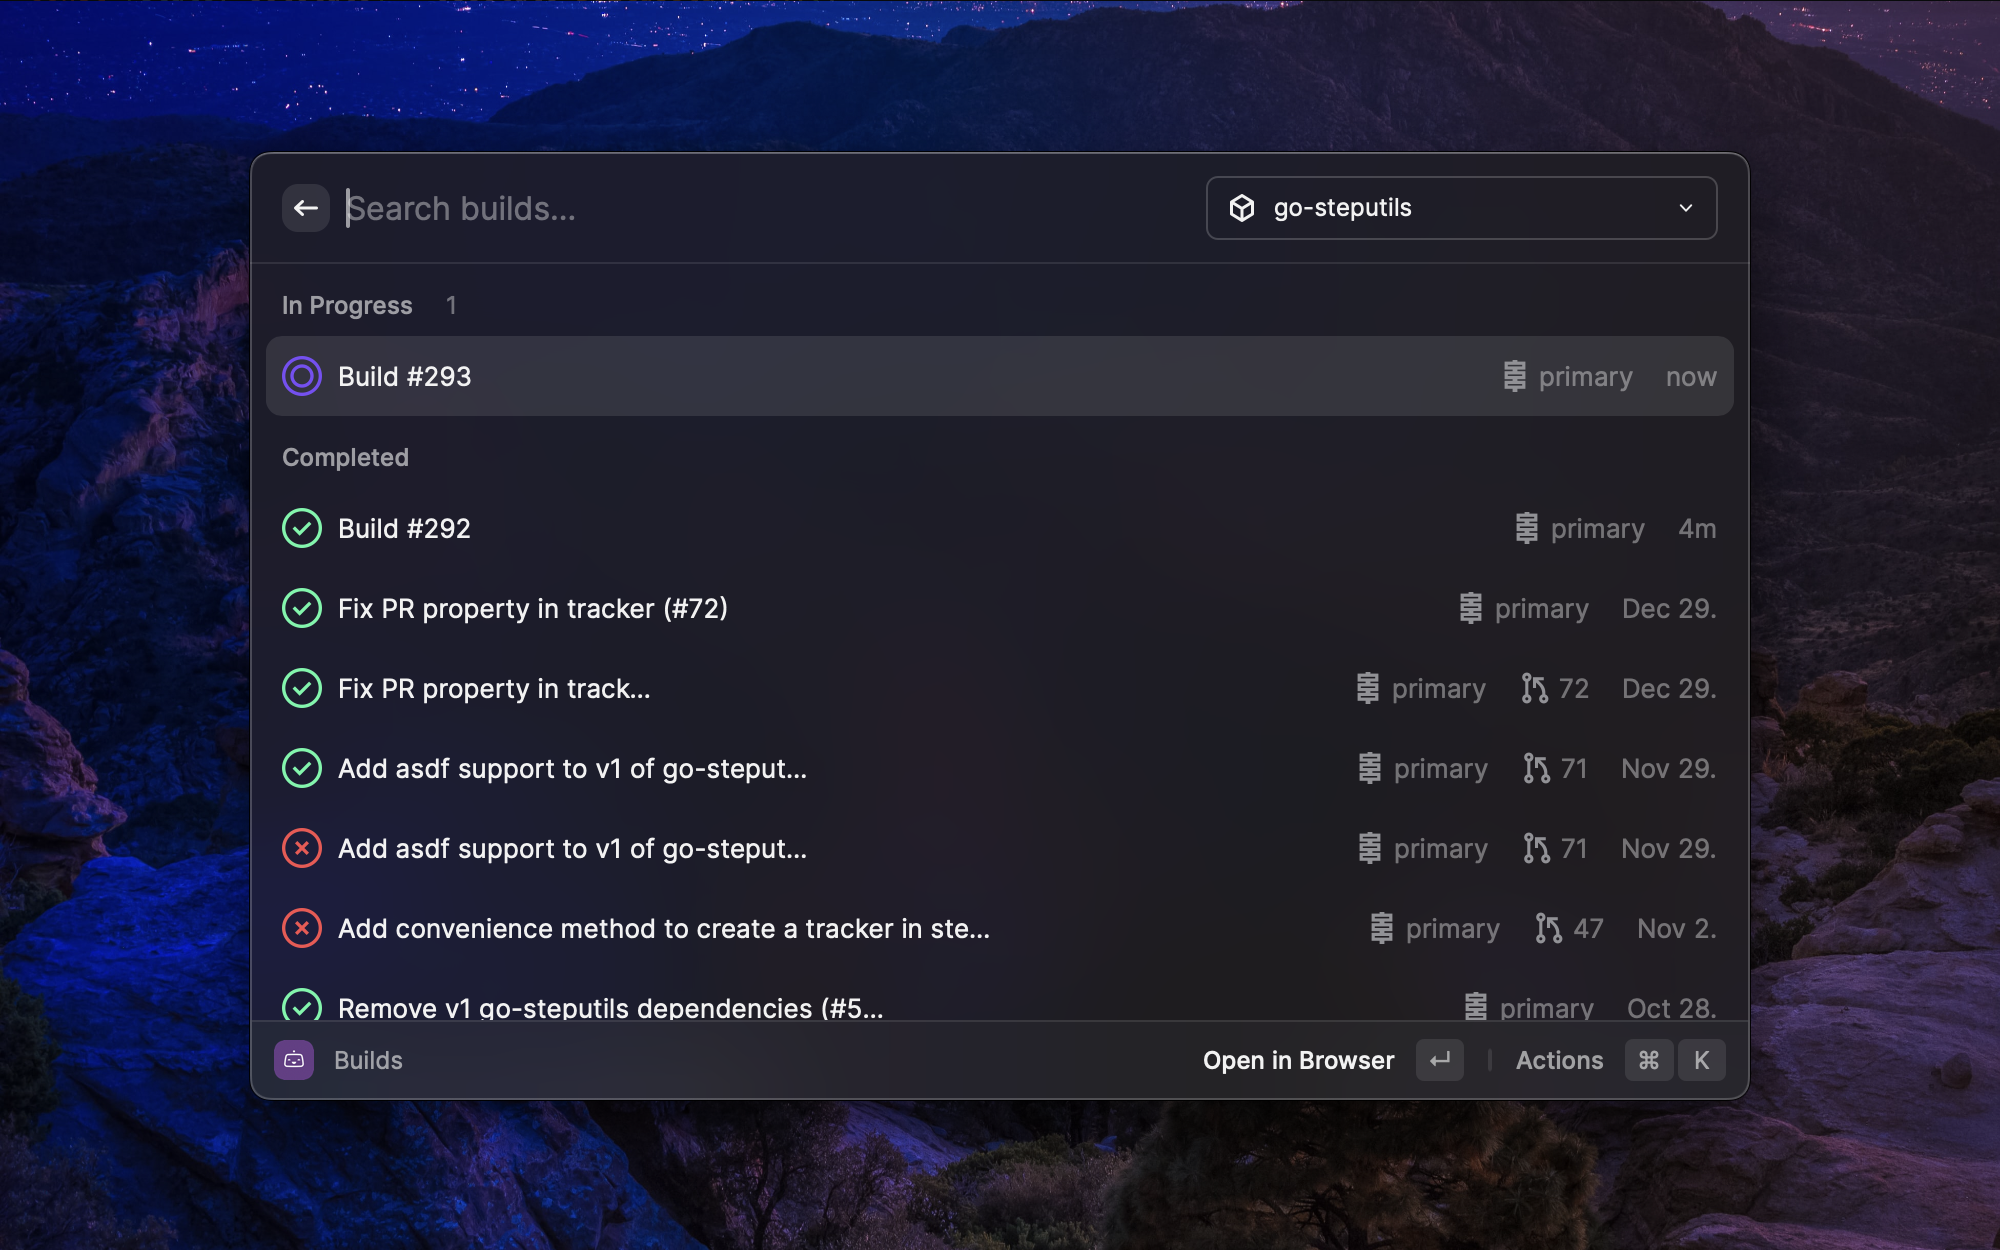 Search builds...
go-steputils
In Progress 1
Build #293 primary now
Completed
Build #292 primary 4m
Fix PR property in tracker (#72) primary Dec 29.
Fix PR property in track... primary 72 Dec 29.
Add asdf support to v1 of go-steput... primary 71 Nov 29.
Add asdf support to v1 of go-steput... primary 71 Nov 29.
Add convenience method to create a tracker in ste... primary 47 Nov 2.
Remove v1 go-steputils dependencies (#5... primary Oct 28.
Builds Open in Browser ↵ Actions ⌘ K